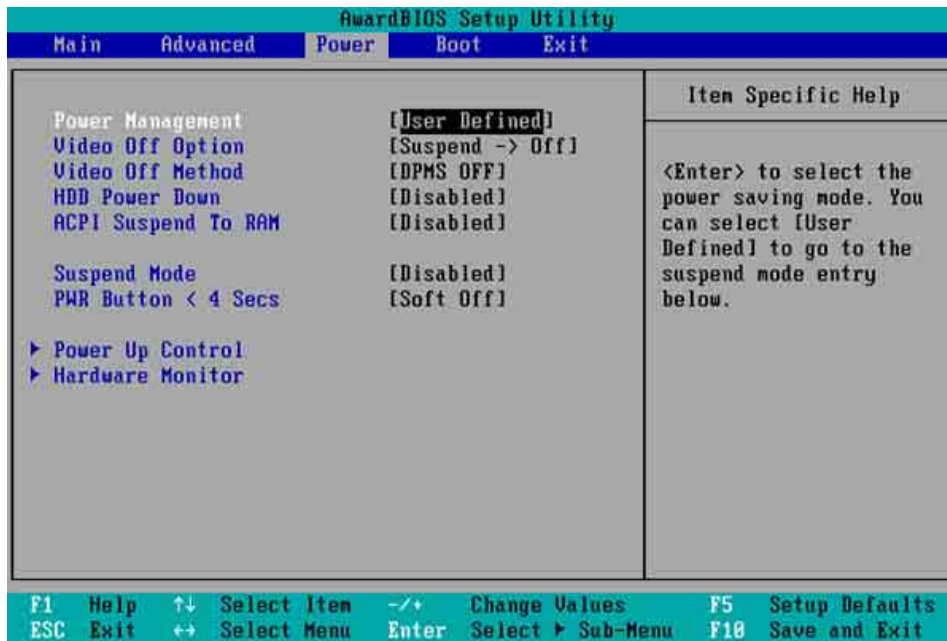 AwardBIOS Setup Utility
Main Advanced Power Boot Exit
Item Specific Help
Power Management [User Defined]
Video Off Option [Suspend -> Off]
Video Off Method [DPMS OFF]
HDD Power Down [Disabled]
ACPI Suspend To RAM [Disabled]
Suspend Mode [Disabled]
PWR Button < 4 Secs [Soft Off]
▶ Power Up Control
▶ Hardware Monitor
<Enter> to select the
power saving mode. You
can select [User
Defined] to go to the
suspend mode entry
below.
F1 Help ↑↓ Select Item -/+ Change Values F5 Setup Defaults
ESC Exit ↔ Select Menu Enter Select ▶ Sub-Menu F10 Save and Exit